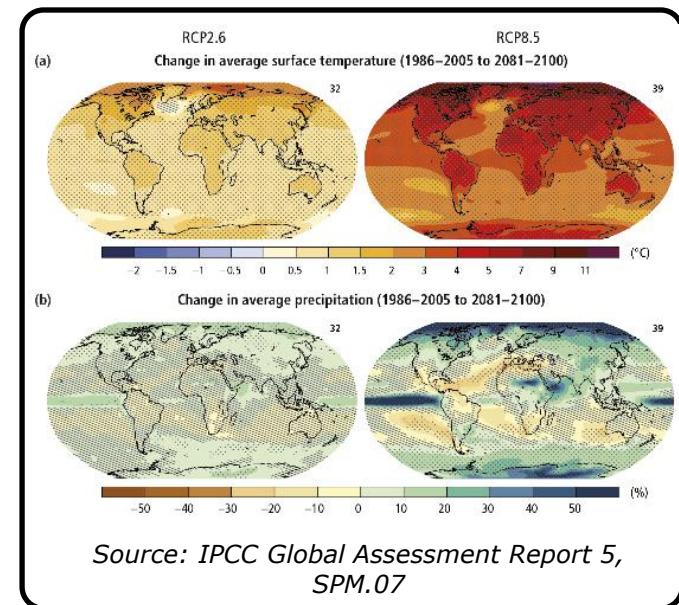 RCP2.6 RCP8.5
(a) Change in average surface temperature (1986–2005 to 2081–2100)
32 39
−2 −1.5 −1 −0.5 0 0.5 1 1.5 2 3 4 5 7 9 11 (°C)
(b) Change in average precipitation (1986–2005 to 2081–2100)
32 39
−50 −40 −30 −20 −10 0 10 20 30 40 50 (%)
Source: IPCC Global Assessment Report 5,
SPM.07